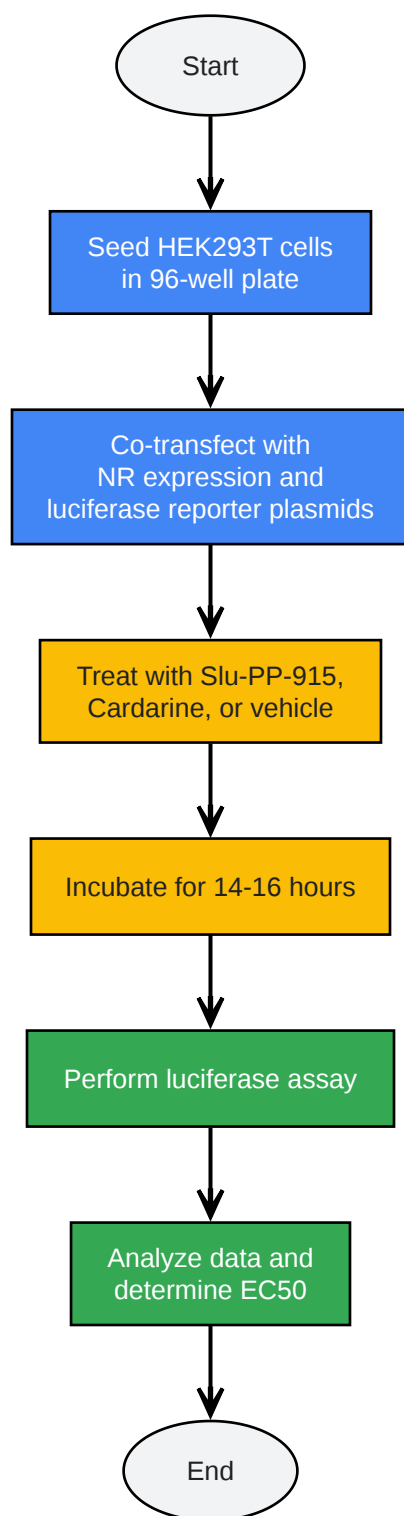 Start
Seed HEK293T cells
in 96-well plate
Co-transfect with
NR expression and
luciferase reporter plasmids
Treat with Slu-PP-915,
Cardarine, or vehicle
Incubate for 14-16 hours
Perform luciferase assay
Analyze data and
determine EC50
End